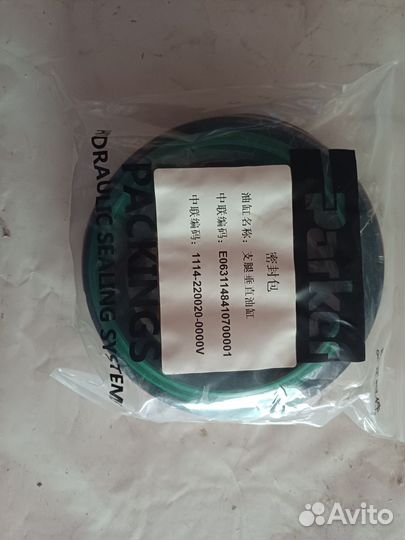 Parker
密封包
油缸名称：支腿垂直油缸
中联编码：E0631148410700001
中联编码：1114-220020-0000V
PACKINGS
DRAULIC SEALING SYSTEM
Avito